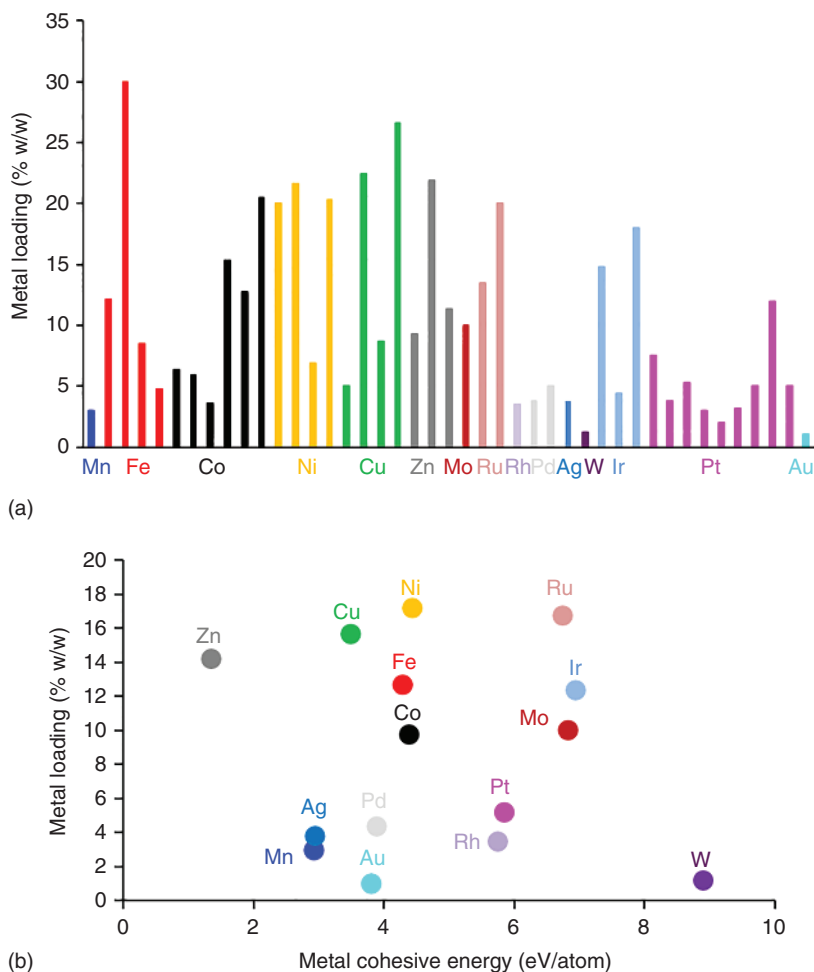 35
30
25
20
15
10
5
0
Metal loading (% w/w)
Mn Fe Co Ni Cu Zn Mo Ru Rh Pd Ag W Ir Pt Au
(a)
20
18
16
14
12
10
8
6
4
2
0
Metal loading (% w/w)
Zn
Cu
Ni
Ru
Fe
Ir
Co
Mo
Ag
Pd
Pt
Mn
Au
Rh
W
0 2 4 6 8 10
Metal cohesive energy (eV/atom)
(b)